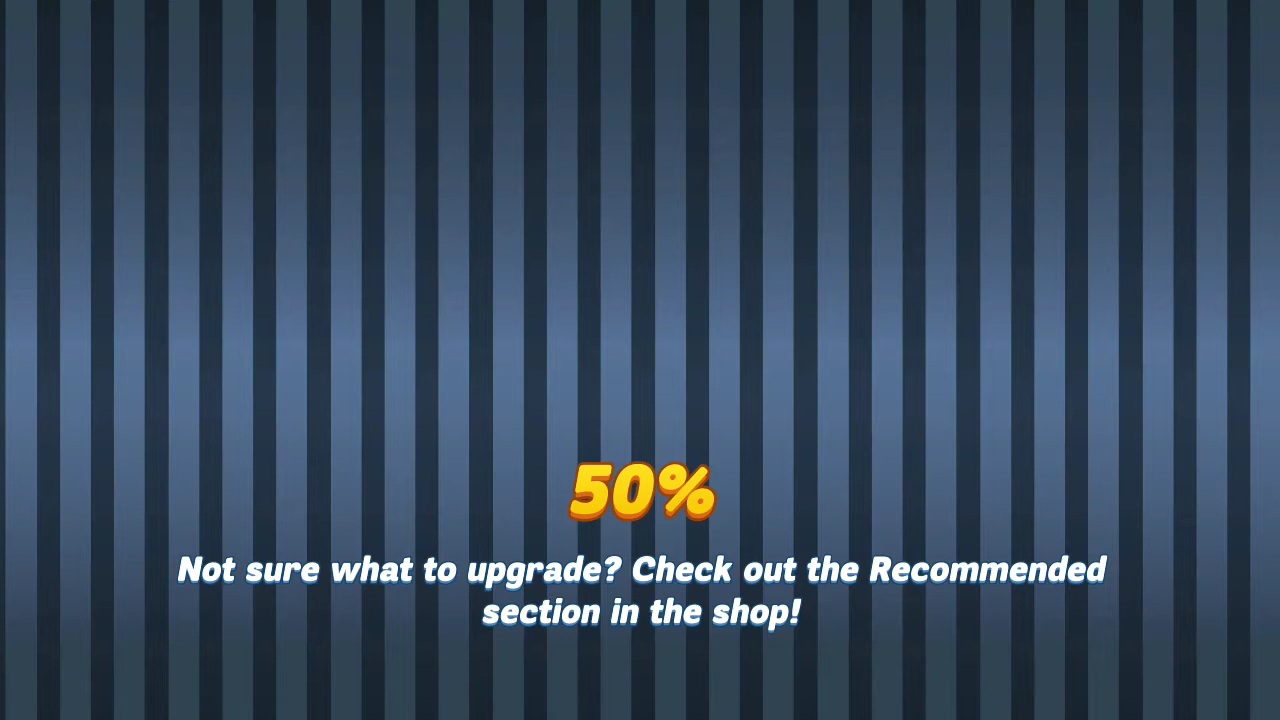 50%
Not sure what to upgrade? Check out the Recommended
section in the shop!